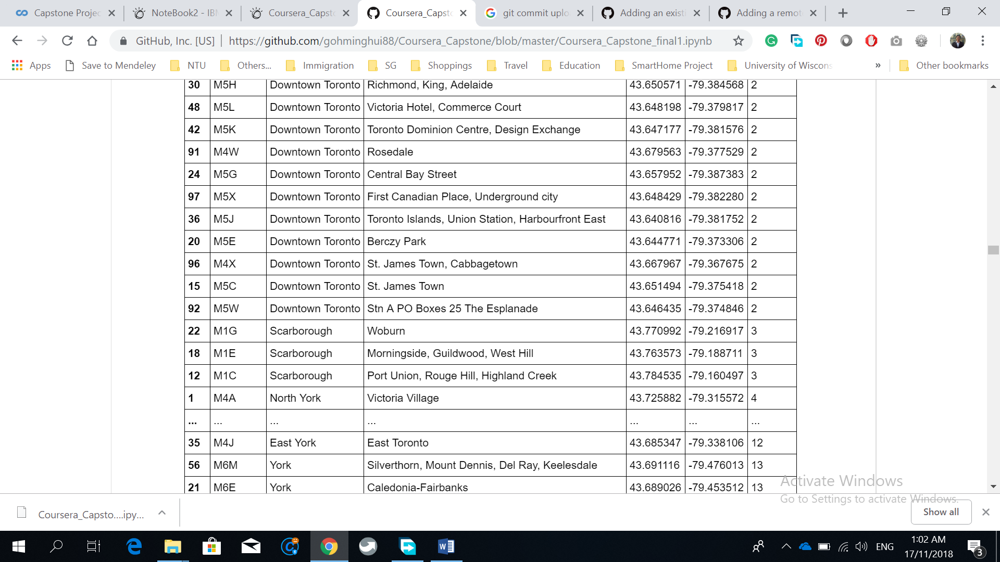 Capstone Projec
NoteBook2 - IBM
Coursera_Capsto
Coursera_Capsto
git commit uplo
Adding an existi
Adding a remot
GitHub, Inc. [US]
https://github.com/gohminghui88/Coursera_Capstone/blob/master/Coursera_Capstone_final1.ipynb
Apps Save to Mendeley NTU Others... Immigration SG Shoppings Travel Education SmartHome Project University of Wiscons » Other bookmarks
30 M5H Downtown Toronto Richmond, King, Adelaide 43.650571 -79.384568 2
48 M5L Downtown Toronto Victoria Hotel, Commerce Court 43.648198 -79.379817 2
42 M5K Downtown Toronto Toronto Dominion Centre, Design Exchange 43.647177 -79.381576 2
91 M4W Downtown Toronto Rosedale 43.679563 -79.377529 2
24 M5G Downtown Toronto Central Bay Street 43.657952 -79.387383 2
97 M5X Downtown Toronto First Canadian Place, Underground city 43.648429 -79.382280 2
36 M5J Downtown Toronto Toronto Islands, Union Station, Harbourfront East 43.640816 -79.381752 2
20 M5E Downtown Toronto Berczy Park 43.644771 -79.373306 2
96 M4X Downtown Toronto St. James Town, Cabbagetown 43.667967 -79.367675 2
15 M5C Downtown Toronto St. James Town 43.651494 -79.375418 2
92 M5W Downtown Toronto Stn A PO Boxes 25 The Esplanade 43.646435 -79.374846 2
22 M1G Scarborough Woburn 43.770992 -79.216917 3
18 M1E Scarborough Morningside, Guildwood, West Hill 43.763573 -79.188711 3
12 M1C Scarborough Port Union, Rouge Hill, Highland Creek 43.784535 -79.160497 3
1 M4A North York Victoria Village 43.725882 -79.315572 4
... ... ... ... ... ... ...
35 M4J East York East Toronto 43.685347 -79.338106 12
56 M6M York Silverthorn, Mount Dennis, Del Ray, Keelesdale 43.691116 -79.476013 13
21 M6E York Caledonia-Fairbanks 43.689026 -79.453512 13
Activate Windows
Go to Settings to activate Windows.
Coursera_Capsto....ipy...
Show all
ENG
1:02 AM
17/11/2018
3